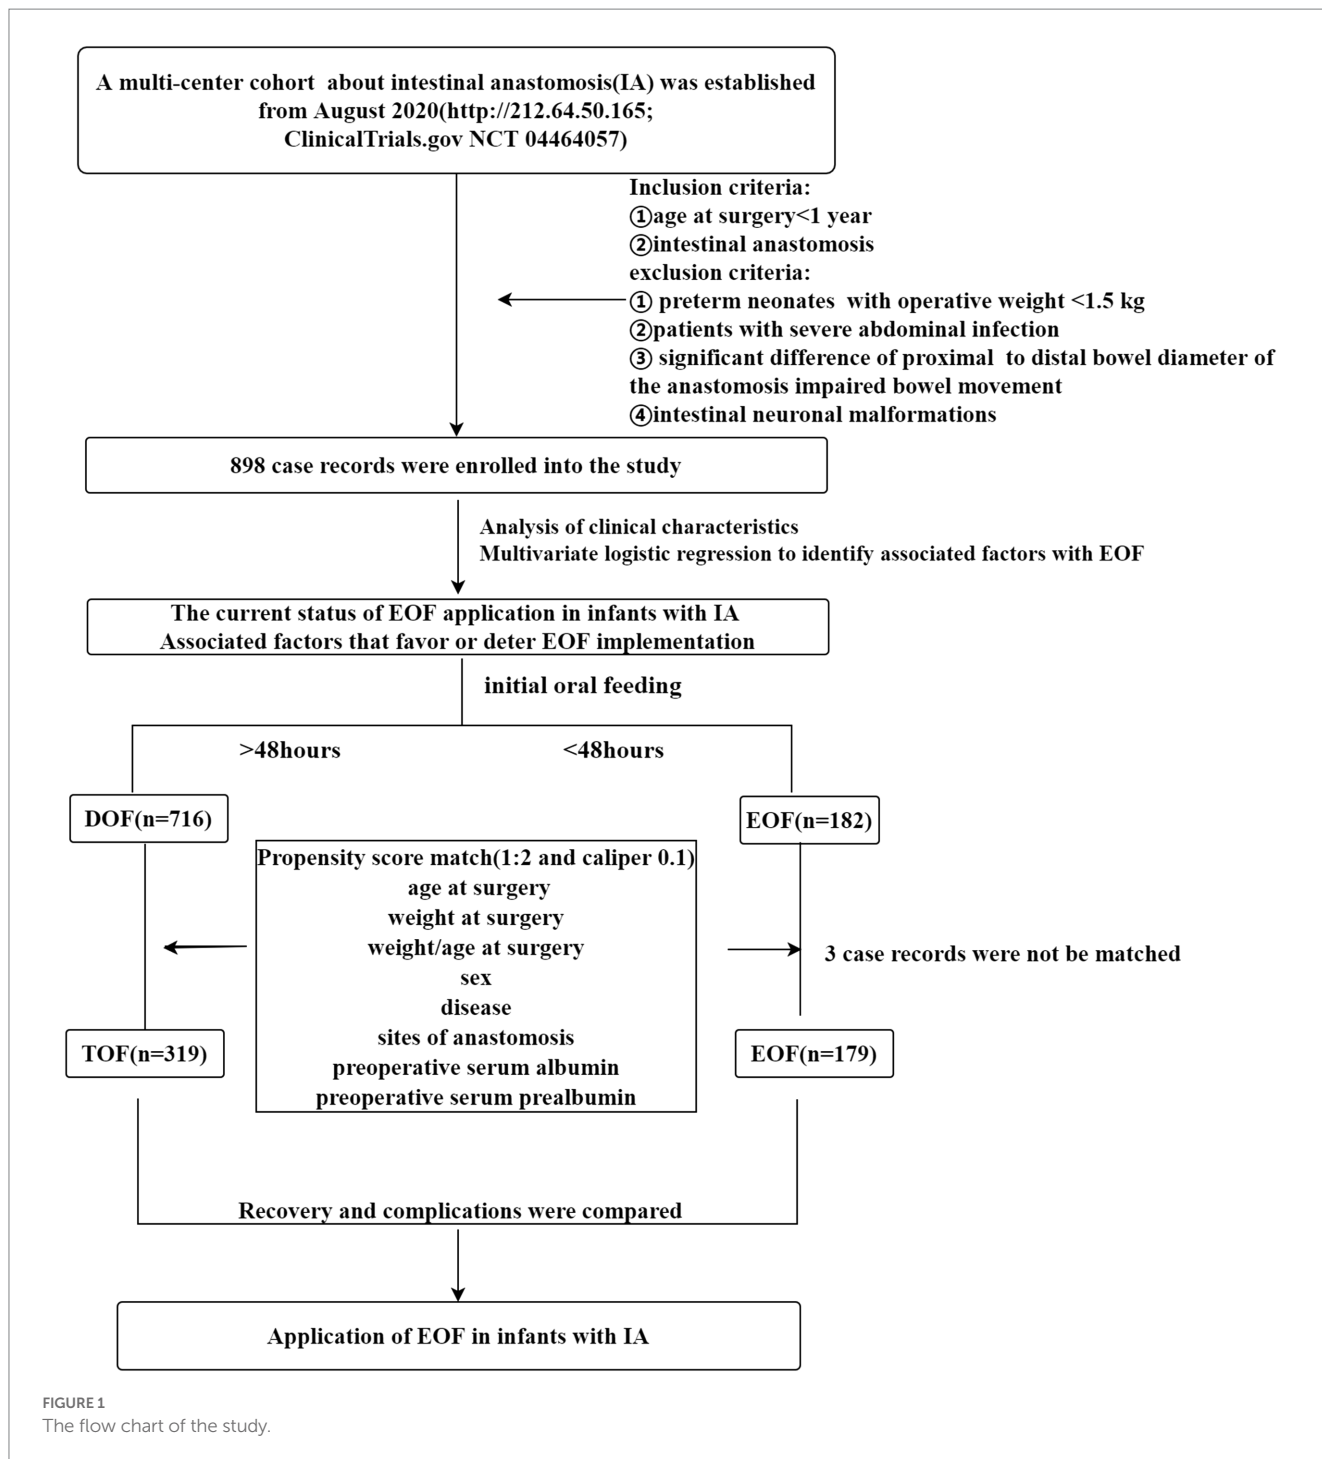 A multi-center cohort about intestinal anastomosis(IA) was established
from August 2020(http://212.64.50.165;
ClinicalTrials.gov NCT 04464057)
Inclusion criteria:
①age at surgery<1 year
②intestinal anastomosis
exclusion criteria:
① preterm neonates with operative weight <1.5 kg
②patients with severe abdominal infection
③ significant difference of proximal to distal bowel diameter of
the anastomosis impaired bowel movement
④intestinal neuronal malformations
898 case records were enrolled into the study
Analysis of clinical characteristics
Multivariate logistic regression to identify associated factors with EOF
The current status of EOF application in infants with IA
Associated factors that favor or deter EOF implementation
initial oral feeding
>48hours
<48hours
DOF(n=716)
EOF(n=182)
Propensity score match(1:2 and caliper 0.1)
age at surgery
weight at surgery
weight/age at surgery
sex
disease
sites of anastomosis
preoperative serum albumin
preoperative serum prealbumin
3 case records were not be matched
TOF(n=319)
EOF(n=179)
Recovery and complications were compared
Application of EOF in infants with IA
FIGURE 1
The flow chart of the study.